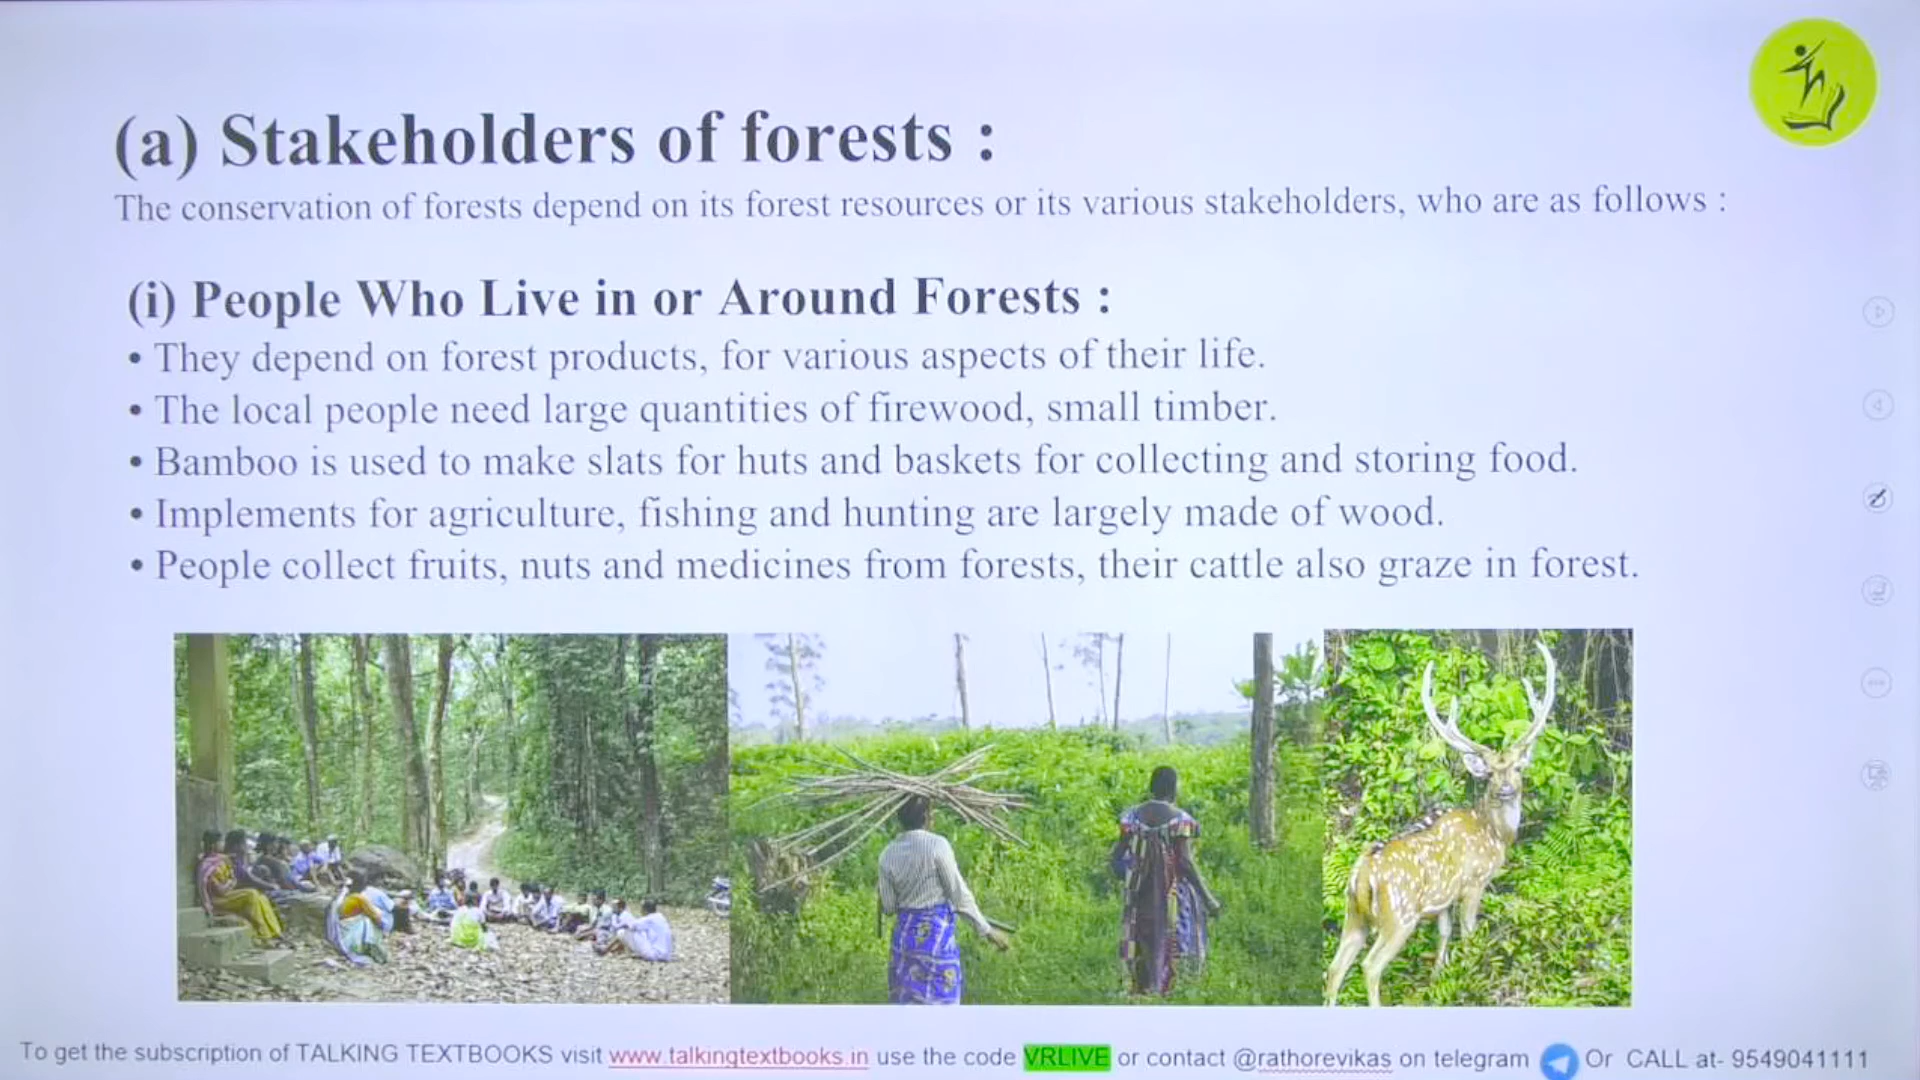 (a) Stakeholders of forests :
The conservation of forests depend on its forest resources or its various stakeholders, who are as follows :
(i) People Who Live in or Around Forests :
• They depend on forest products, for various aspects of their life.
• The local people need large quantities of firewood, small timber.
• Bamboo is used to make slats for huts and baskets for collecting and storing food.
• Implements for agriculture, fishing and hunting are largely made of wood.
• People collect fruits, nuts and medicines from forests, their cattle also graze in forest.
To get the subscription of TALKING TEXTBOOKS visit www.talkingtextbooks.in use the code VRLIVE or contact @rathorevikas on telegram Or CALL at- 9549041111